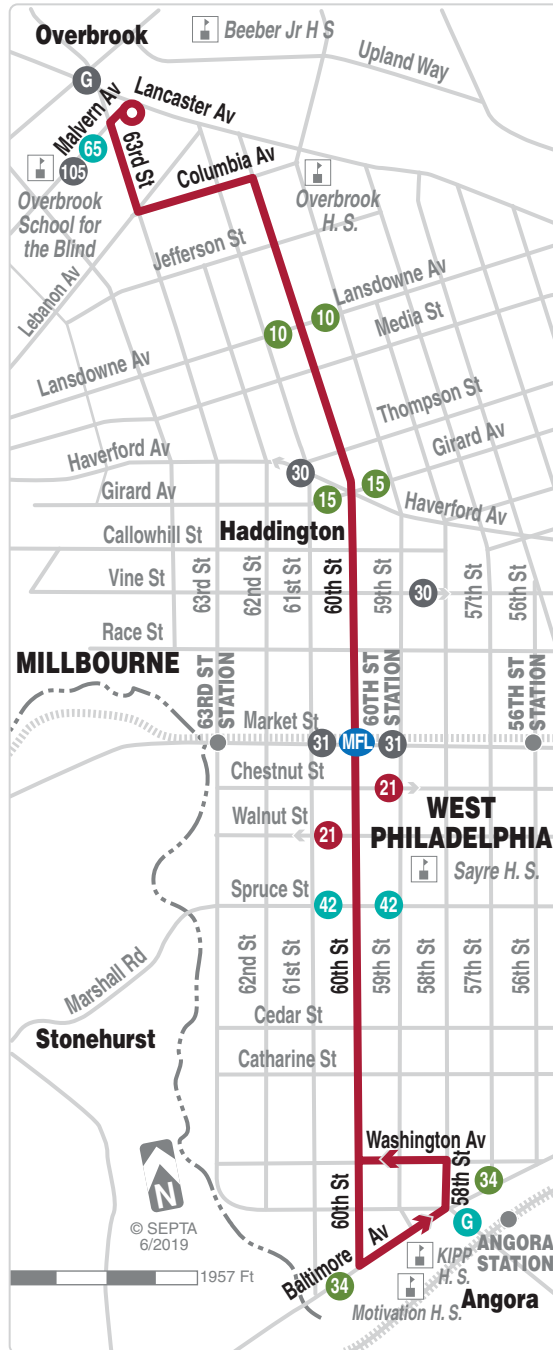 Overbrook
Beeber Jr H S
Upland Way
G
Malvern Av
Lancaster Av
65
63rd St
105
Columbia Av
Overbrook
School for
the Blind
Overbrook
H. S.
Jefferson St
Lebanon Av
Lansdowne Av
10
10
Media St
Lansdowne Av
Thompson St
Girard Av
Haverford Av
30
15
Girard Av
15
Haverford Av
Callowhill St
Haddington
Vine St
63rd St
62nd St
61st St
60th St
59th St
30
57th St
56th St
Race St
MILLBOURNE
63RD ST
STATION
60TH ST
STATION
56TH ST
STATION
Market St
31
MFL
31
Chestnut St
21
Walnut St
WEST
PHILADELPHIA
21
Sayre H. S.
Spruce St
42
42
Marshall Rd
62nd St
61st St
60th St
59th St
58th St
57th St
56th St
Cedar St
Stonehurst
Catharine St
Washington Av
58th St
34
60th St
N
G
© SEPTA
6/2019
Baltimore Av
ANGORA
STATION
KIPP
H. S.
1957 Ft
34
Angora
Motivation H. S.